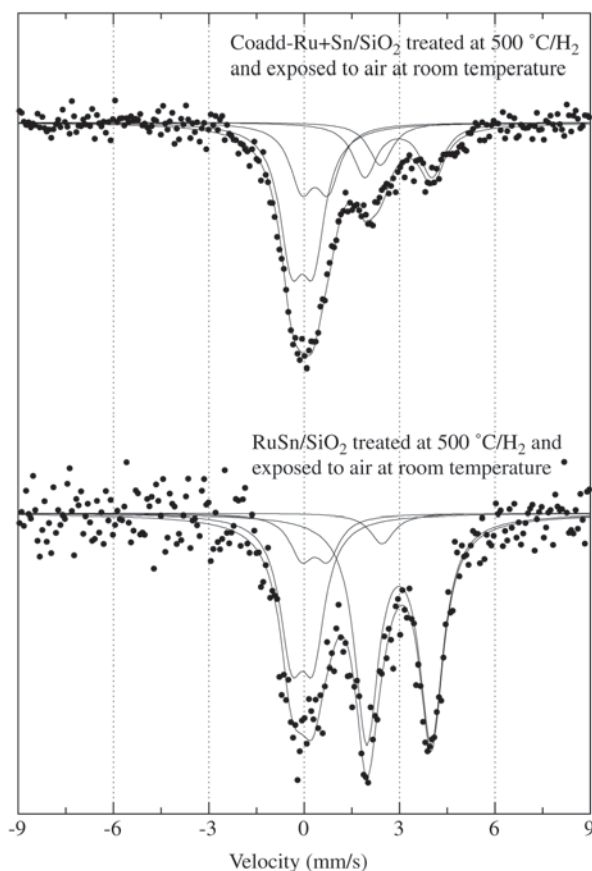 Coadd-Ru+Sn/SiO₂ treated at 500 °C/H₂
and exposed to air at room temperature
RuSn/SiO₂ treated at 500 °C/H₂ and
exposed to air at room temperature
-9 -6 -3 0 3 6 9
Velocity (mm/s)